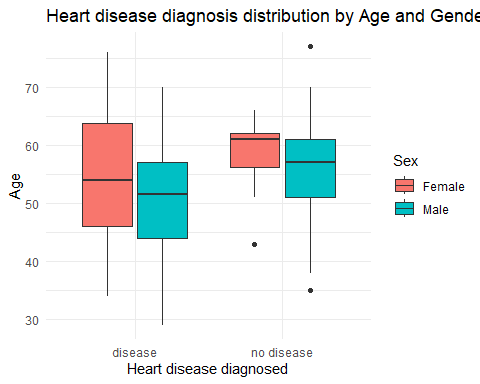 Heart disease diagnosis distribution by Age and Gende
70
60
50
40
30
Age
disease
no disease
Heart disease diagnosed
Sex
Female
Male